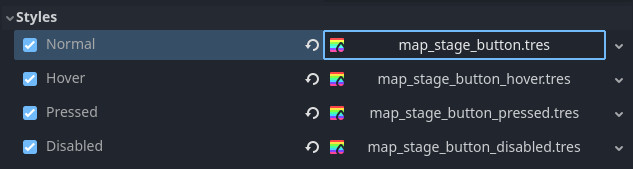 Styles
Normal map_stage_button.tres
Hover map_stage_button_hover.tres
Pressed map_stage_button_pressed.tres
Disabled map_stage_button_disabled.tres